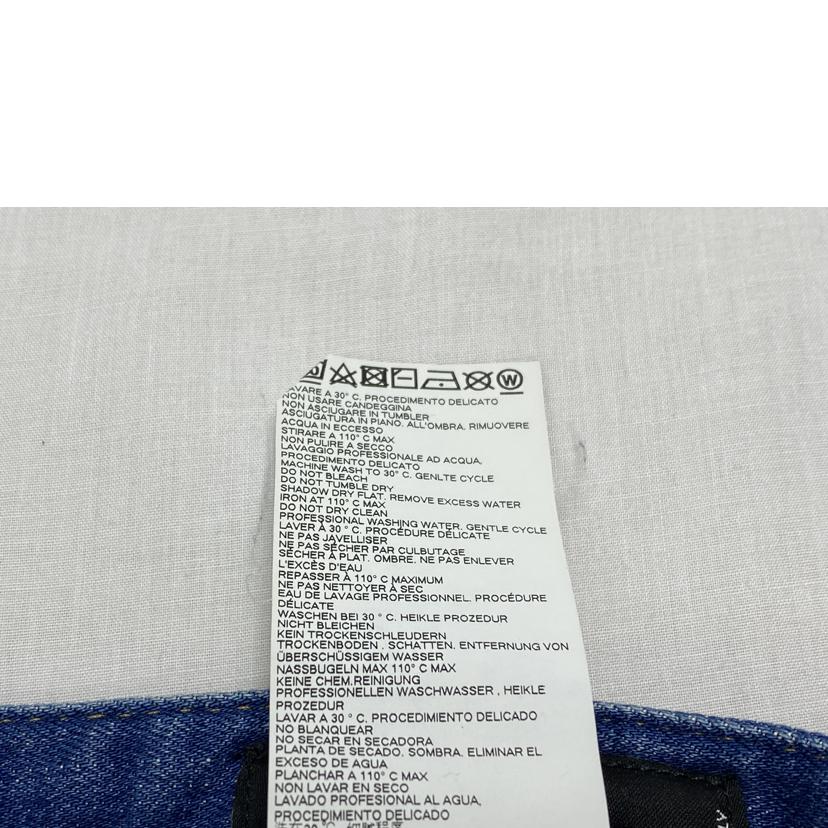 W
AVARE A 30° C. PROCEDIMENTO DELICATO
NON USARE CANDEGGINA
NON ASCIUGARE IN TUMBLER
ASCIUGATURA IN PIANO. ALL'OMBRA, RIMUOVERE
ACQUA IN ECCESSO
STIRARE A 110° C MAX
NON PULIRE A SECCO
LAVAGGIO PROFESSIONALE AD ACQUA,
PROCEDIMENTO DELICATO
MACHINE WASH TO 30° C. GENLTE CYCLE
DO NOT BLEACH
DO NOT TUMBLE DRY
SHADOW DRY FLAT. REMOVE EXCESS WATER
IRON AT 110° C MAX
DO NOT DRY CLEAN
PROFESSIONAL WASHING WATER. GENTLE CYCLE
LAVER À 30° C. PROCÉDURE DÉLICATE
NE PAS JAVELLISER
NE PAS SÉCHER PAR CULBUTAGE
SÉCHER À PLAT. OMBRE. NE PAS ENLEVER
L'EXCÈS D'EAU
REPASSER À 110° C MAXIMUM
NE PAS NETTOYER À SEC
EAU DE LAVAGE PROFESSIONNEL. PROCÉDURE
DÉLICATE
WASCHEN BEI 30 ° C. HEIKLE PROZEDUR
NICHT BLEICHEN
KEIN TROCKENSCHLEUDERN
TROCKENBODEN . SCHATTEN. ENTFERNUNG VON
ÜBERSCHÜSSIGEM WASSER
NASSBUGELN MAX 110° C MAX
KEINE CHEM.REINIGUNG
PROFESSIONELLEN WASCHWASSER , HEIKLE
PROZEDUR
LAVAR A 30 ° C. PROCEDIMIENTO DELICADO
NO BLANQUEAR
NO SECAR EN SECADORA
PLANTA DE SECADO. SOMBRA. ELIMINAR EL
EXCESO DE AGUA
PLANCHAR A 110° C MAX
NON LAVAR EN SECO
LAVADO PROFESIONAL AL AGUA,
PROCEDIMENTO DELICADO